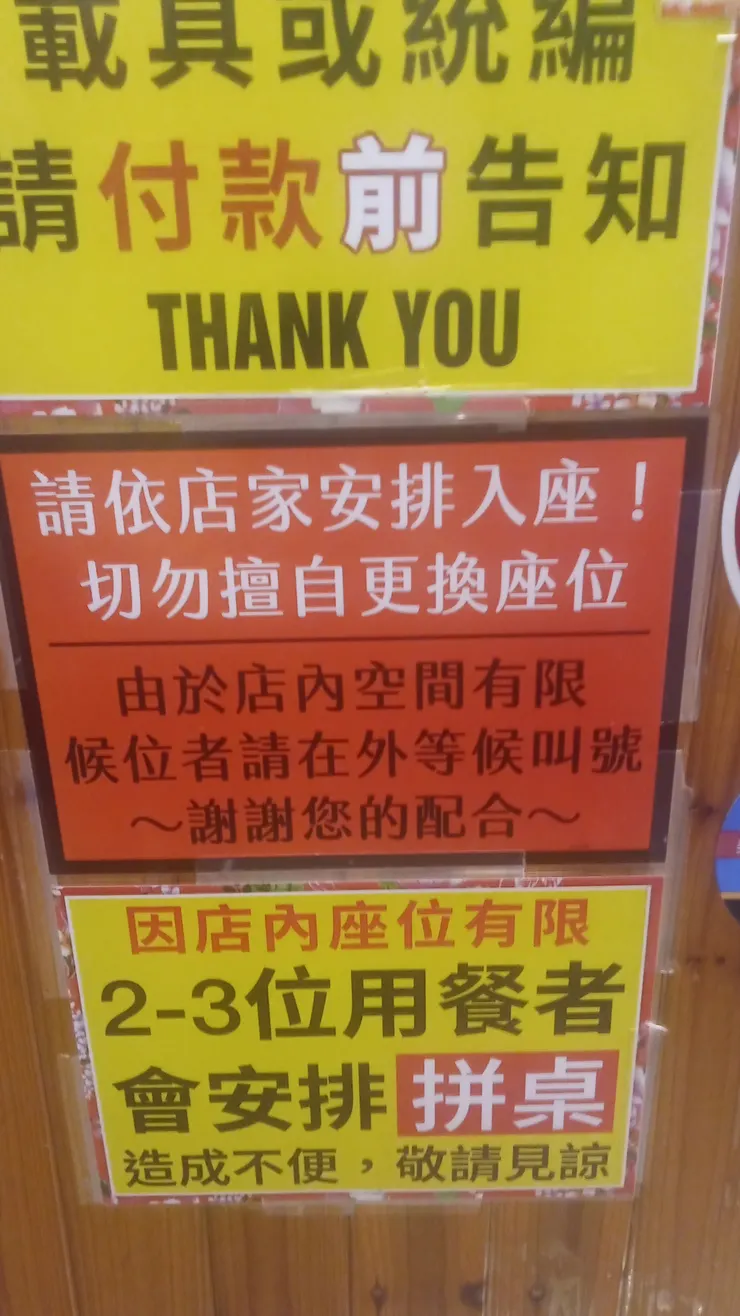 載具或統編
請付款前告知
THANK YOU
請依店家安排入座！
切勿擅自更換座位
由於店內空間有限
候位者請在外等候叫號
～謝謝您的配合～
因店內座位有限
2-3位用餐者
會安排拼桌
造成不便，敬請見諒